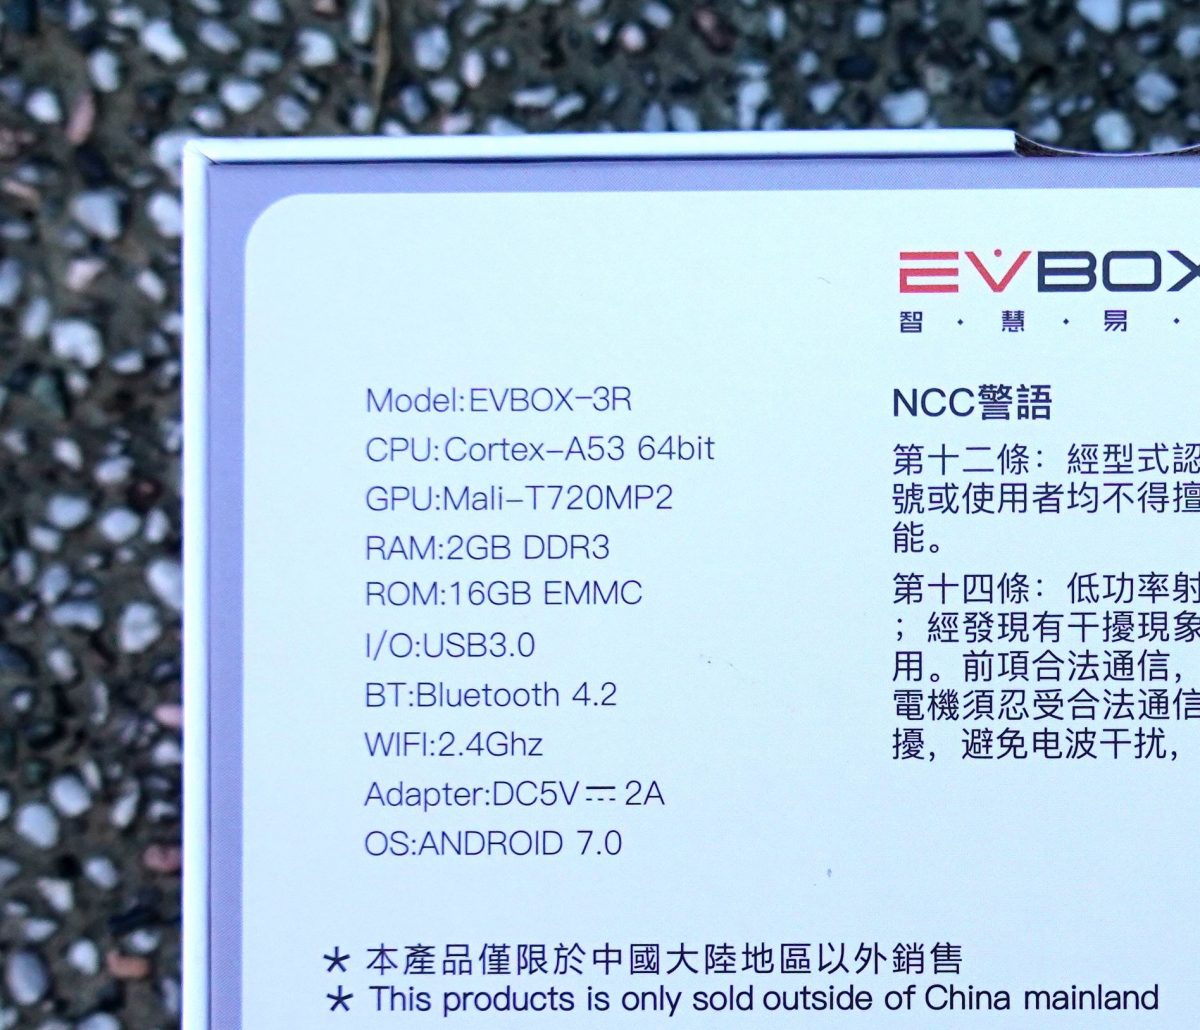 EVBOX
智・慧・易・
Model:EVBOX-3R
CPU:Cortex-A53 64bit
GPU:Mali-T720MP2
RAM:2GB DDR3
ROM:16GB EMMC
I/O:USB3.0
BT:Bluetooth 4.2
WIFI:2.4Ghz
Adapter:DC5V⎓2A
OS:ANDROID 7.0
NCC警語
第十二條：經型式認
號或使用者均不得擅
能。
第十四條：低功率射
；經發現有干擾現象
用。前項合法通信，
電機須忍受合法通信
擾，避免电波干扰，
* 本產品僅限於中國大陸地區以外銷售
* This products is only sold outside of China mainland